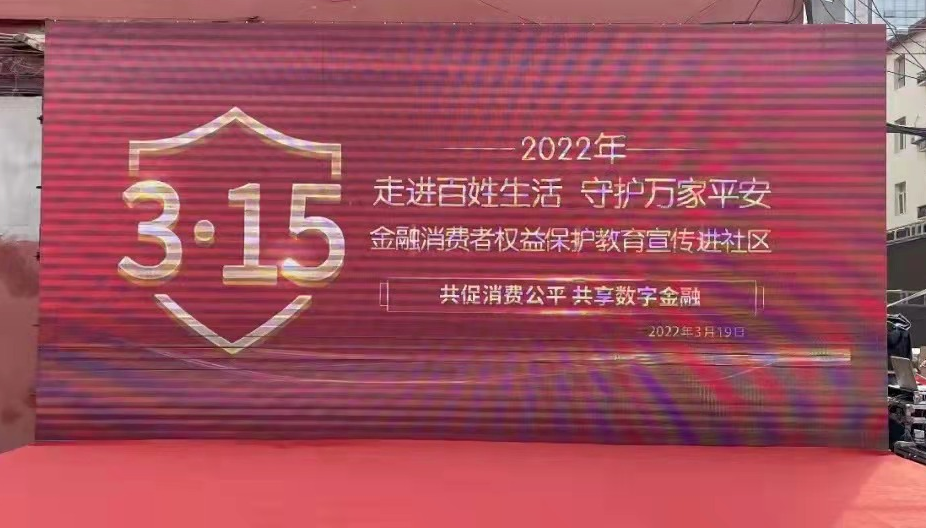 3·15
2022年
走进百姓生活 守护万家平安
金融消费者权益保护教育宣传进社区
共促消费公平 共享数字金融
2022年3月19日